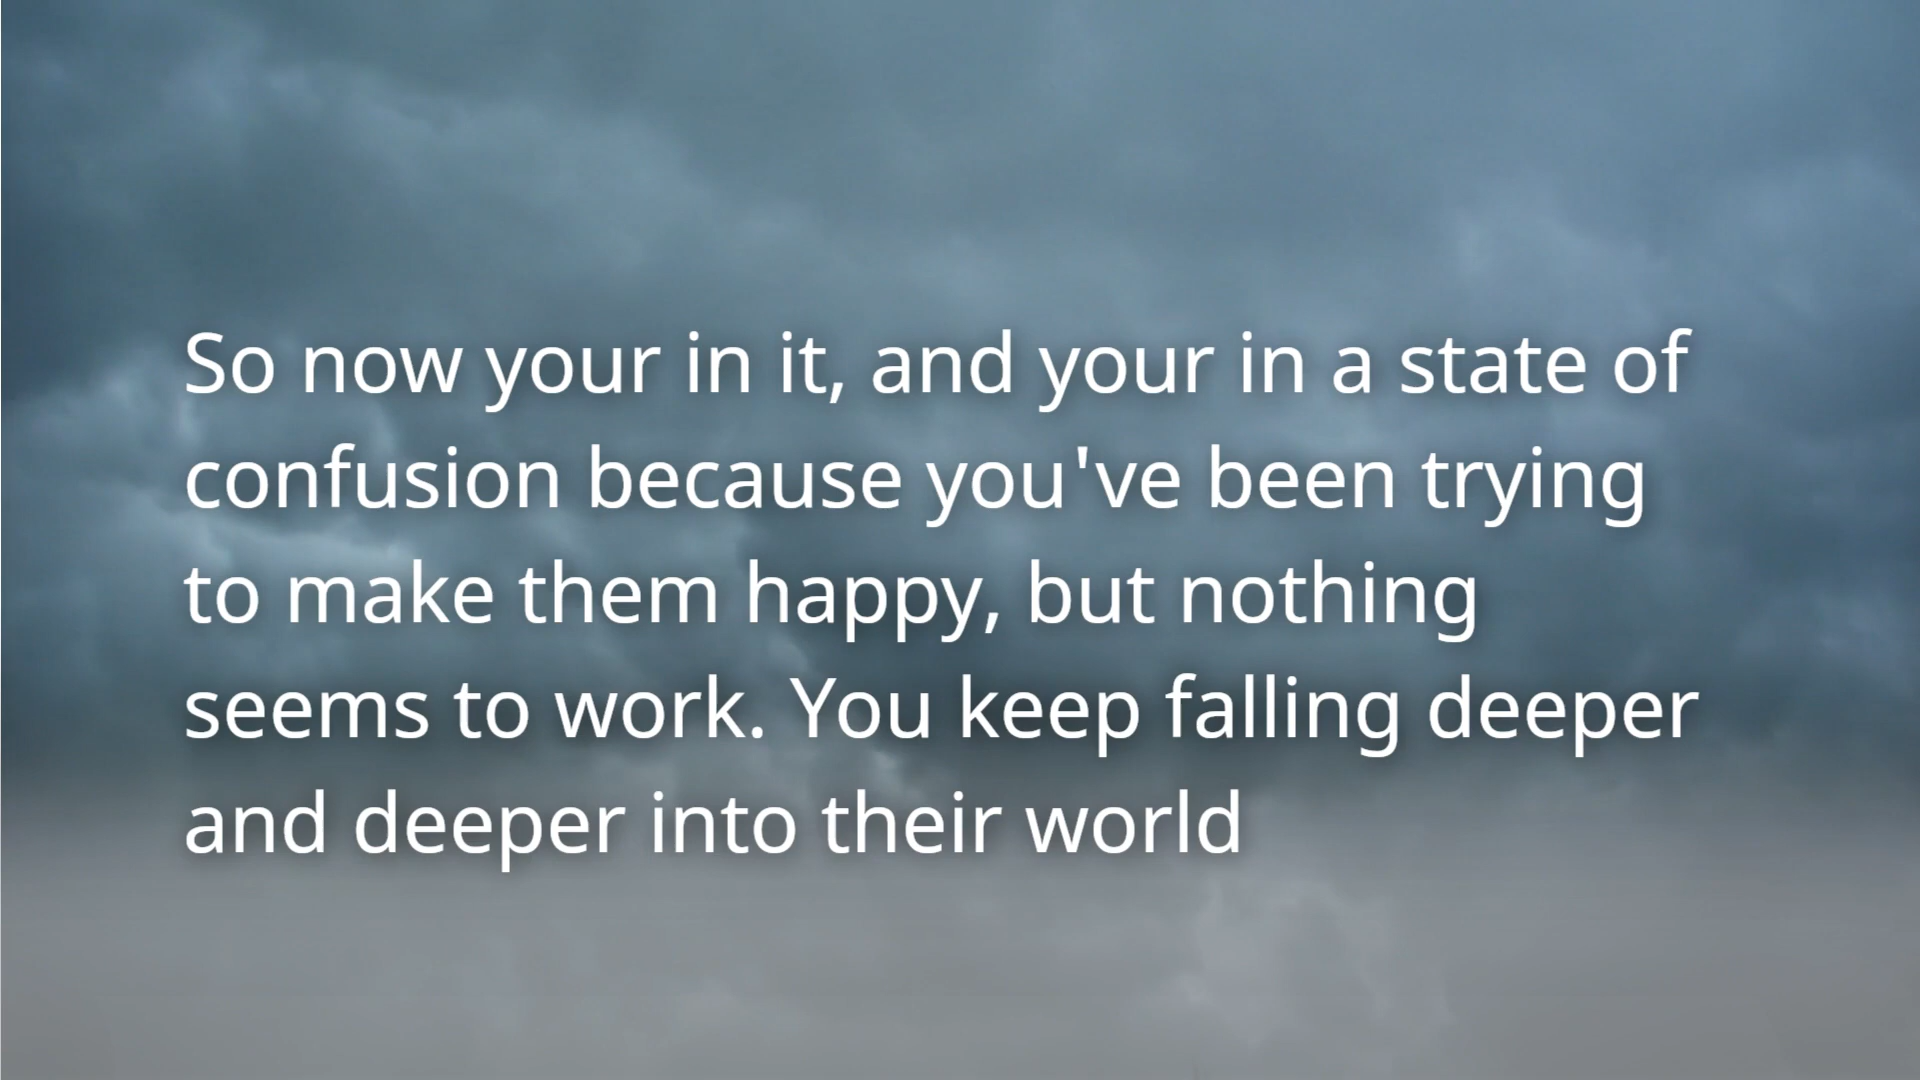 So now your in it, and your in a state of
confusion because you've been trying
to make them happy, but nothing
seems to work. You keep falling deeper
and deeper into their world